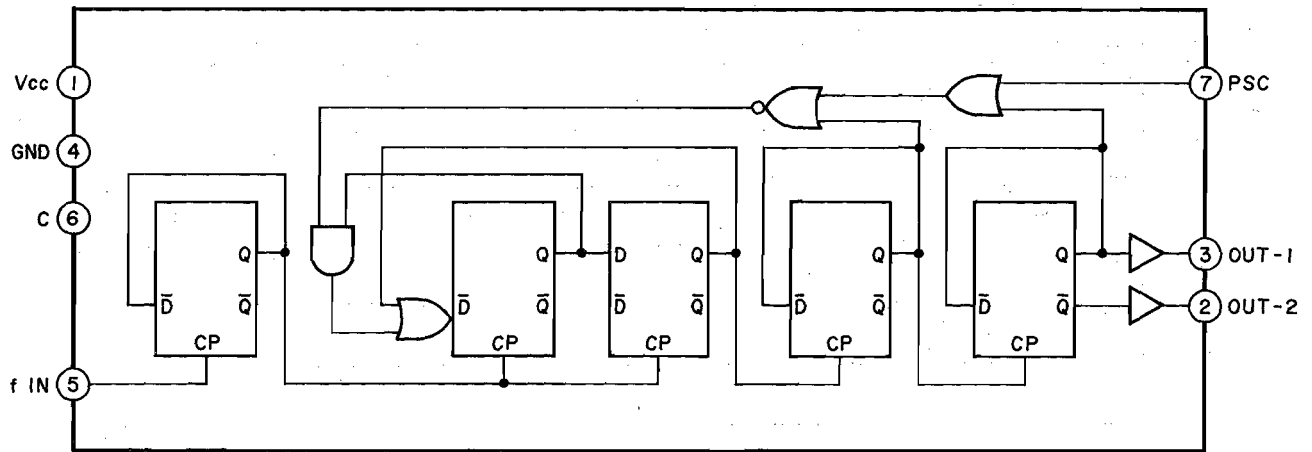 Vcc 1
GND 4
C 6
f IN 5
7 PSC
3 OUT-1
2 OUT-2
Q
D̅ Q̅
CP
Q
D̅ Q̅
CP
D Q
D̅ Q̅
Q
D̅ Q̅
CP
Q
D̅ Q̅
CP